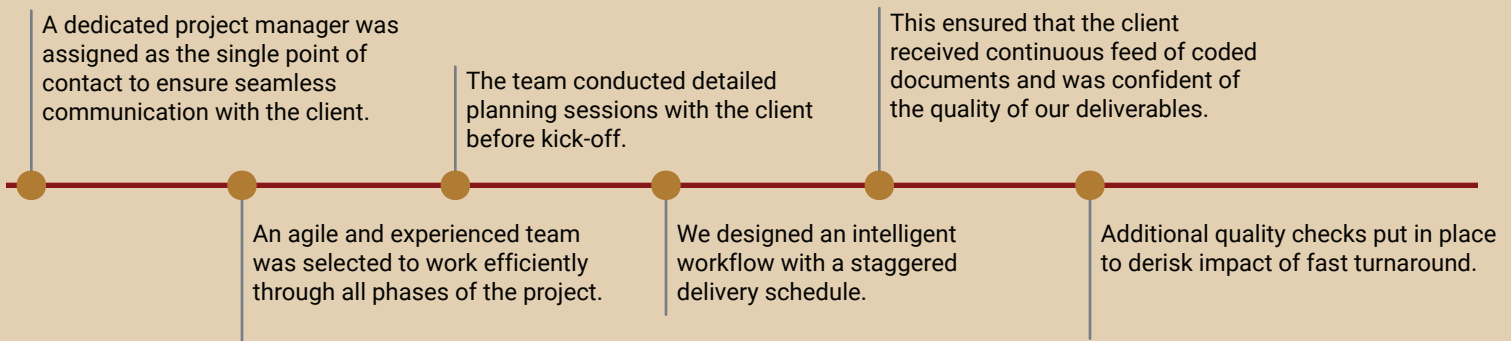 A dedicated project manager was
assigned as the single point of
contact to ensure seamless
communication with the client.
An agile and experienced team
was selected to work efficiently
through all phases of the project.
The team conducted detailed
planning sessions with the client
before kick-off.
We designed an intelligent
workflow with a staggered
delivery schedule.
This ensured that the client
received continuous feed of coded
documents and was confident of
the quality of our deliverables.
Additional quality checks put in place
to derisk impact of fast turnaround.